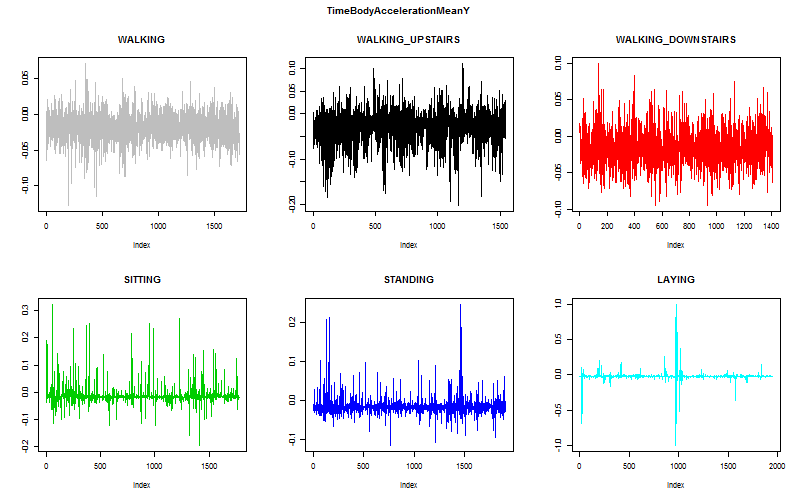 TimeBodyAccelerationMeanY
WALKING WALKING_UPSTAIRS WALKING_DOWNSTAIRS
0.05
0.00
-0.05
-0.10
0 500 1000 1500
Index
0.10
0.05
0.00
-0.10
-0.20
0 500 1000 1500
Index
0.10
0.05
0.00
-0.05
-0.10
0 200 400 600 800 1000 1200 1400
Index
SITTING STANDING LAYING
0.3
0.2
0.1
0.0
-0.1
-0.2
0 500 1000 1500
Index
0.2
0.1
0.0
-0.1
0 500 1000 1500
Index
1.0
0.5
0.0
-0.5
-1.0
0 500 1000 1500 2000
Index